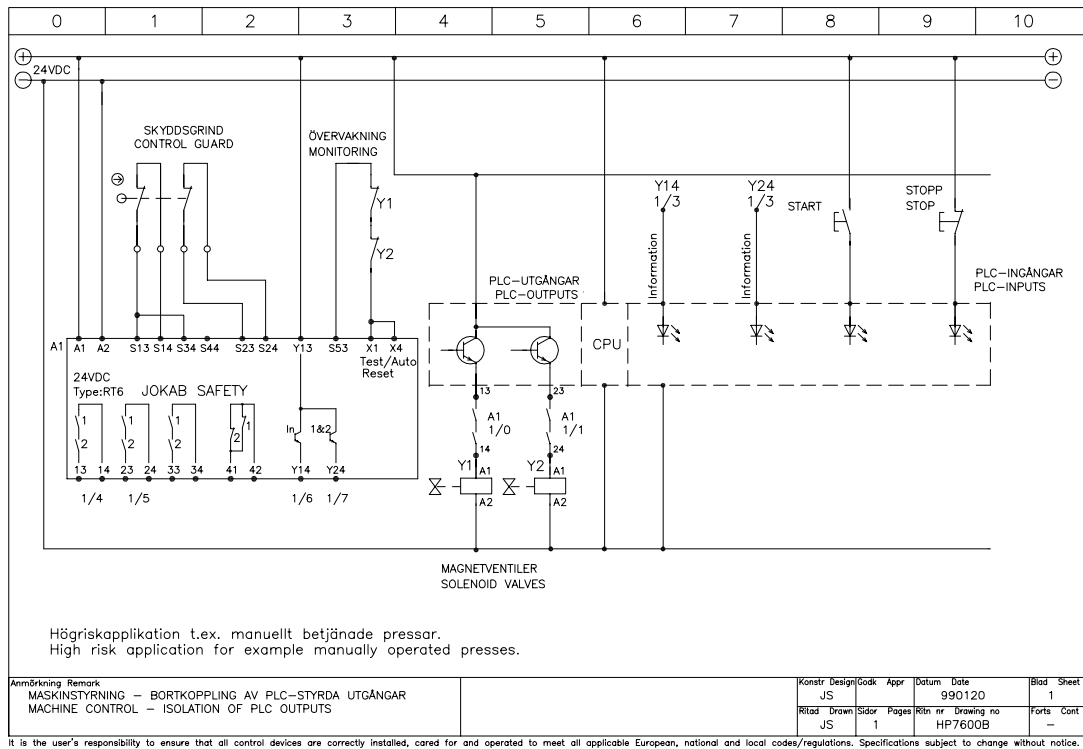 0 1 2 3 4 5 6 7 8 9 10
+ +
24VDC
− −
SKYDDSGRIND
CONTROL GUARD
ÖVERVAKNING
MONITORING
Y1
Y2
Y14
1/3
Y24
1/3
START
STOPP
STOP
Information
Information
PLC-UTGÅNGAR
PLC-OUTPUTS
PLC-INGÅNGAR
PLC-INPUTS
CPU
A1
A1 A2 S13 S14 S34 S44 S23 S24 Y13 S53 X1 X4
Test/Auto
Reset
24VDC
Type:RT6 JOKAB SAFETY
1 1 1 2 1 In 1&2
2 2 2
13 14 23 24 33 34 41 42 Y14 Y24
1/4 1/5 1/6 1/7
13 23
A1
1/0
A1
1/1
14 24
Y1 A1 Y2 A1
A2 A2
MAGNETVENTILER
SOLENOID VALVES
Högriskapplikation t.ex. manuellt betjänade pressar.
High risk application for example manually operated presses.
Anmörkning Remark
MASKINSTYRNING − BORTKOPPLING AV PLC-STYRDA UTGÅNGAR
MACHINE CONTROL − ISOLATION OF PLC OUTPUTS
Konstr Design Godk Appr Datum Date Blad Sheet
JS 990120 1
Ritad Drawn Sidor Pages Ritn nr Drawing no Forts Cont
JS 1 HP7600B −
It is the user's responsibility to ensure that all control devices are correctly installed, cared for and operated to meet all applicable European, national and local codes/regulations. Specifications subject to change without notice.